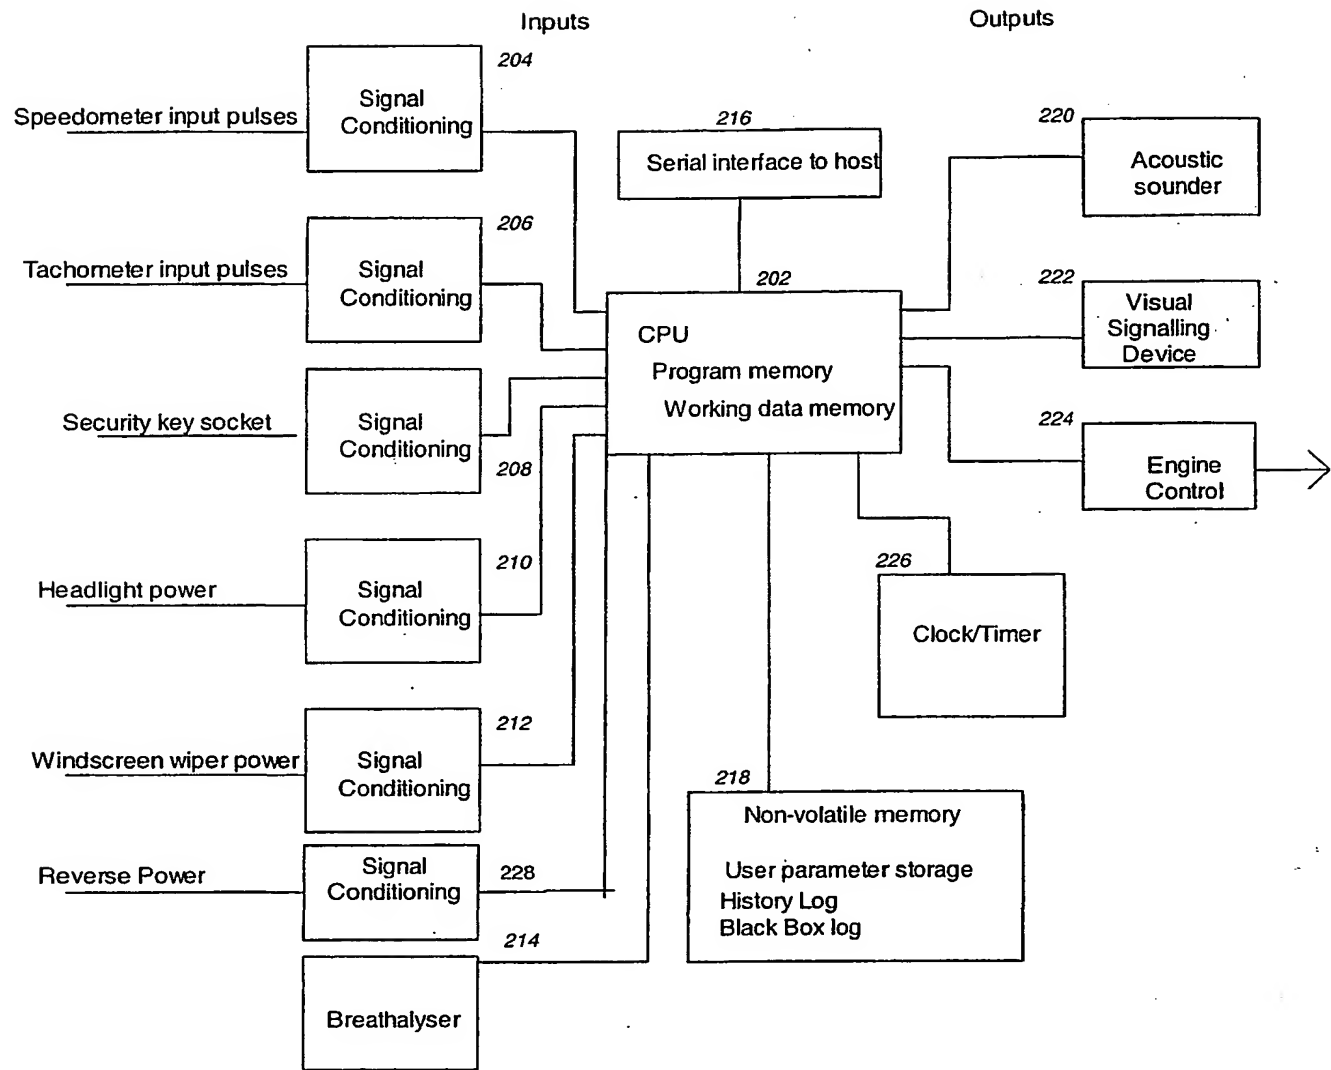 Inputs
Outputs
204
Signal
Conditioning
Speedometer input pulses
216
Serial interface to host
220
Acoustic
sounder
206
Tachometer input pulses
Signal
Conditioning
202
CPU
Program memory
Working data memory
222
Visual
Signalling
Device
Security key socket
Signal
Conditioning
208
224
Engine
Control
210
Headlight power
Signal
Conditioning
226
Clock/Timer
212
Windscreen wiper power
Signal
Conditioning
218
Non-volatile memory
User parameter storage
History Log
Black Box log
Reverse Power
Signal
Conditioning
228
214
Breathalyser